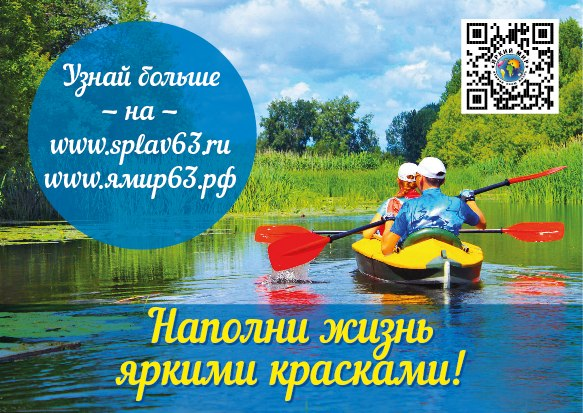 Узнай больше
– на –
www.splav63.ru
www.ямир63.рф
Наполни жизнь
яркими красками!